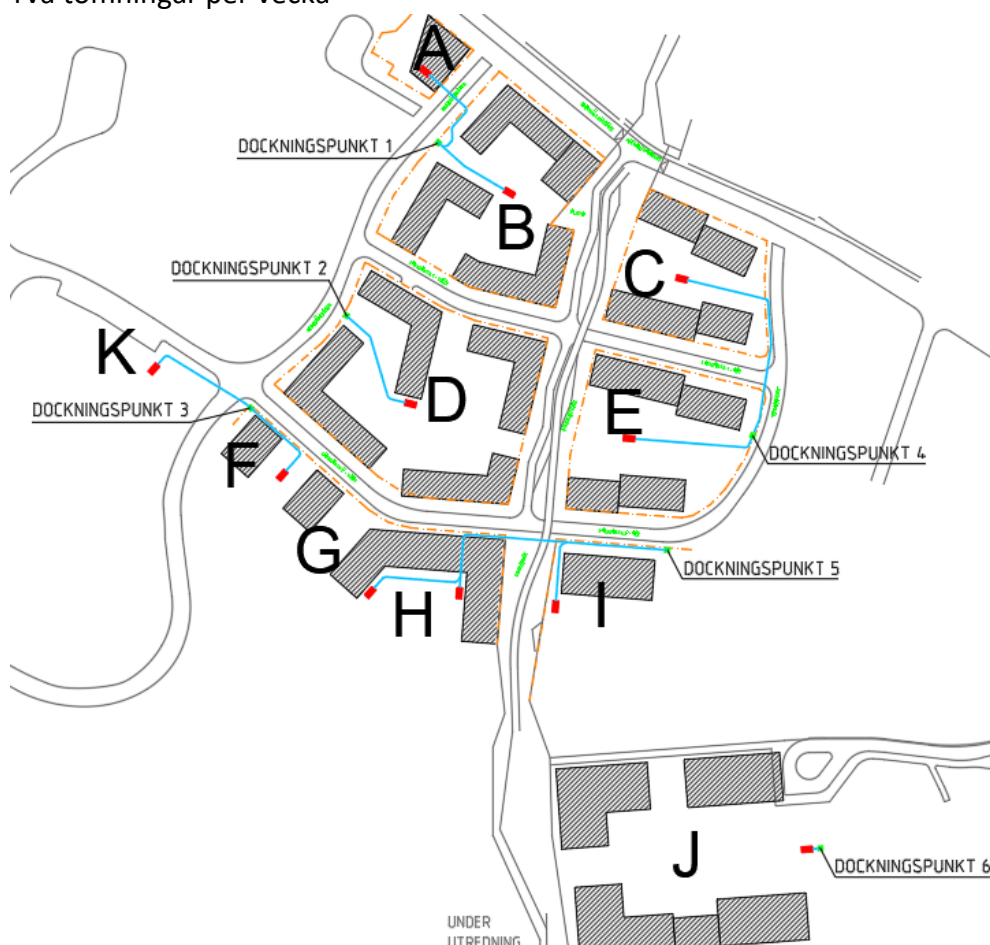 Två tömningar per vecka
A
DOCKNINGSPUNKT 1
B
C
DOCKNINGSPUNKT 2
K
D
DOCKNINGSPUNKT 3
E
DOCKNINGSPUNKT 4
F
G
DOCKNINGSPUNKT 5
H
I
J
DOCKNINGSPUNKT 6
UNDER
UTREDNING